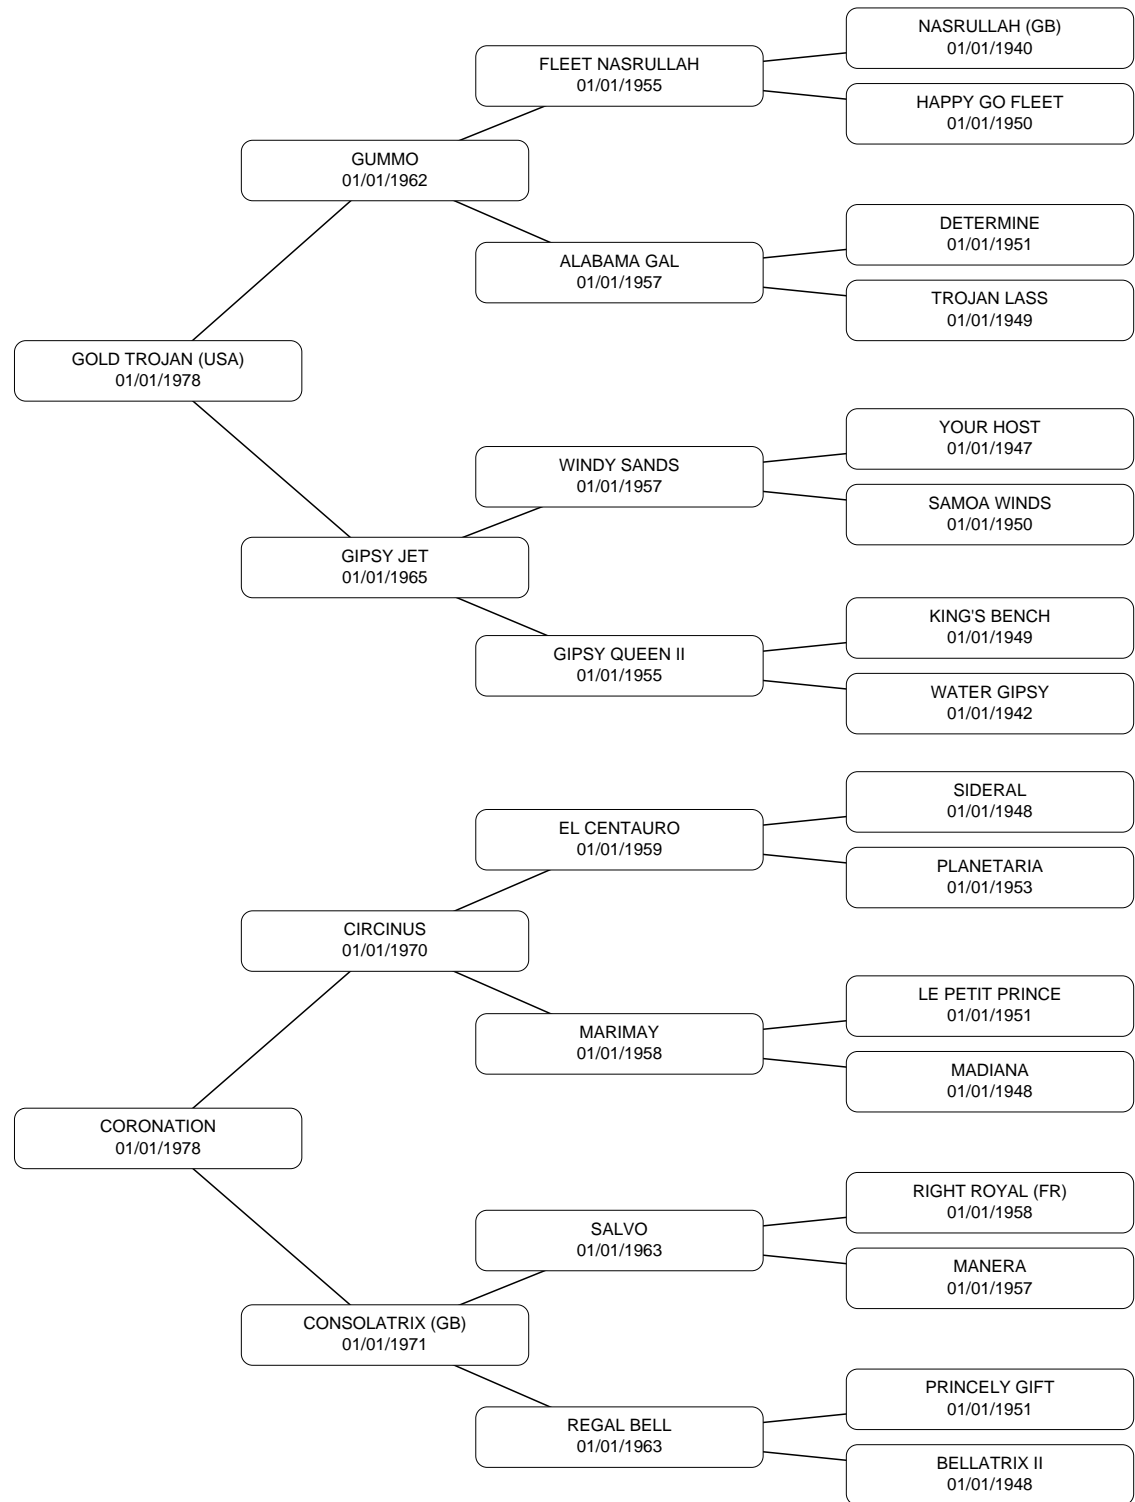 NASRULLAH (GB)
01/01/1940
FLEET NASRULLAH
01/01/1955
HAPPY GO FLEET
01/01/1950
GUMMO
01/01/1962
DETERMINE
01/01/1951
ALABAMA GAL
01/01/1957
TROJAN LASS
01/01/1949
GOLD TROJAN (USA)
01/01/1978
YOUR HOST
01/01/1947
WINDY SANDS
01/01/1957
SAMOA WINDS
01/01/1950
GIPSY JET
01/01/1965
KING'S BENCH
01/01/1949
GIPSY QUEEN II
01/01/1955
WATER GIPSY
01/01/1942
SIDERAL
01/01/1948
EL CENTAURO
01/01/1959
PLANETARIA
01/01/1953
CIRCINUS
01/01/1970
LE PETIT PRINCE
01/01/1951
MARIMAY
01/01/1958
MADIANA
01/01/1948
CORONATION
01/01/1978
RIGHT ROYAL (FR)
01/01/1958
SALVO
01/01/1963
MANERA
01/01/1957
CONSOLATRIX (GB)
01/01/1971
PRINCELY GIFT
01/01/1951
REGAL BELL
01/01/1963
BELLATRIX II
01/01/1948